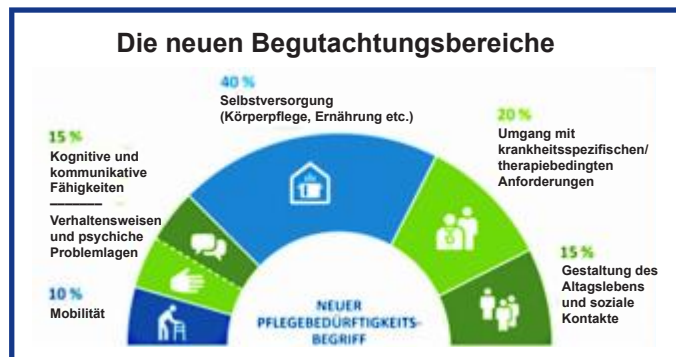 Die neuen Begutachtungsbereiche
40 %
Selbstversorgung
(Körperpflege, Ernährung etc.)
15 %
Kognitive und
kommunikative
Fähigkeiten
Verhaltensweisen
und psychiche
Problemlagen
20 %
Umgang mit
krankheitsspezifischen/
therapiebedingten
Anforderungen
10 %
Mobilität
15 %
Gestaltung des
Altagslebens
und soziale
Kontakte
NEUER
PFLEGEBEDÜRFTIGKEITS-
BEGRIFF